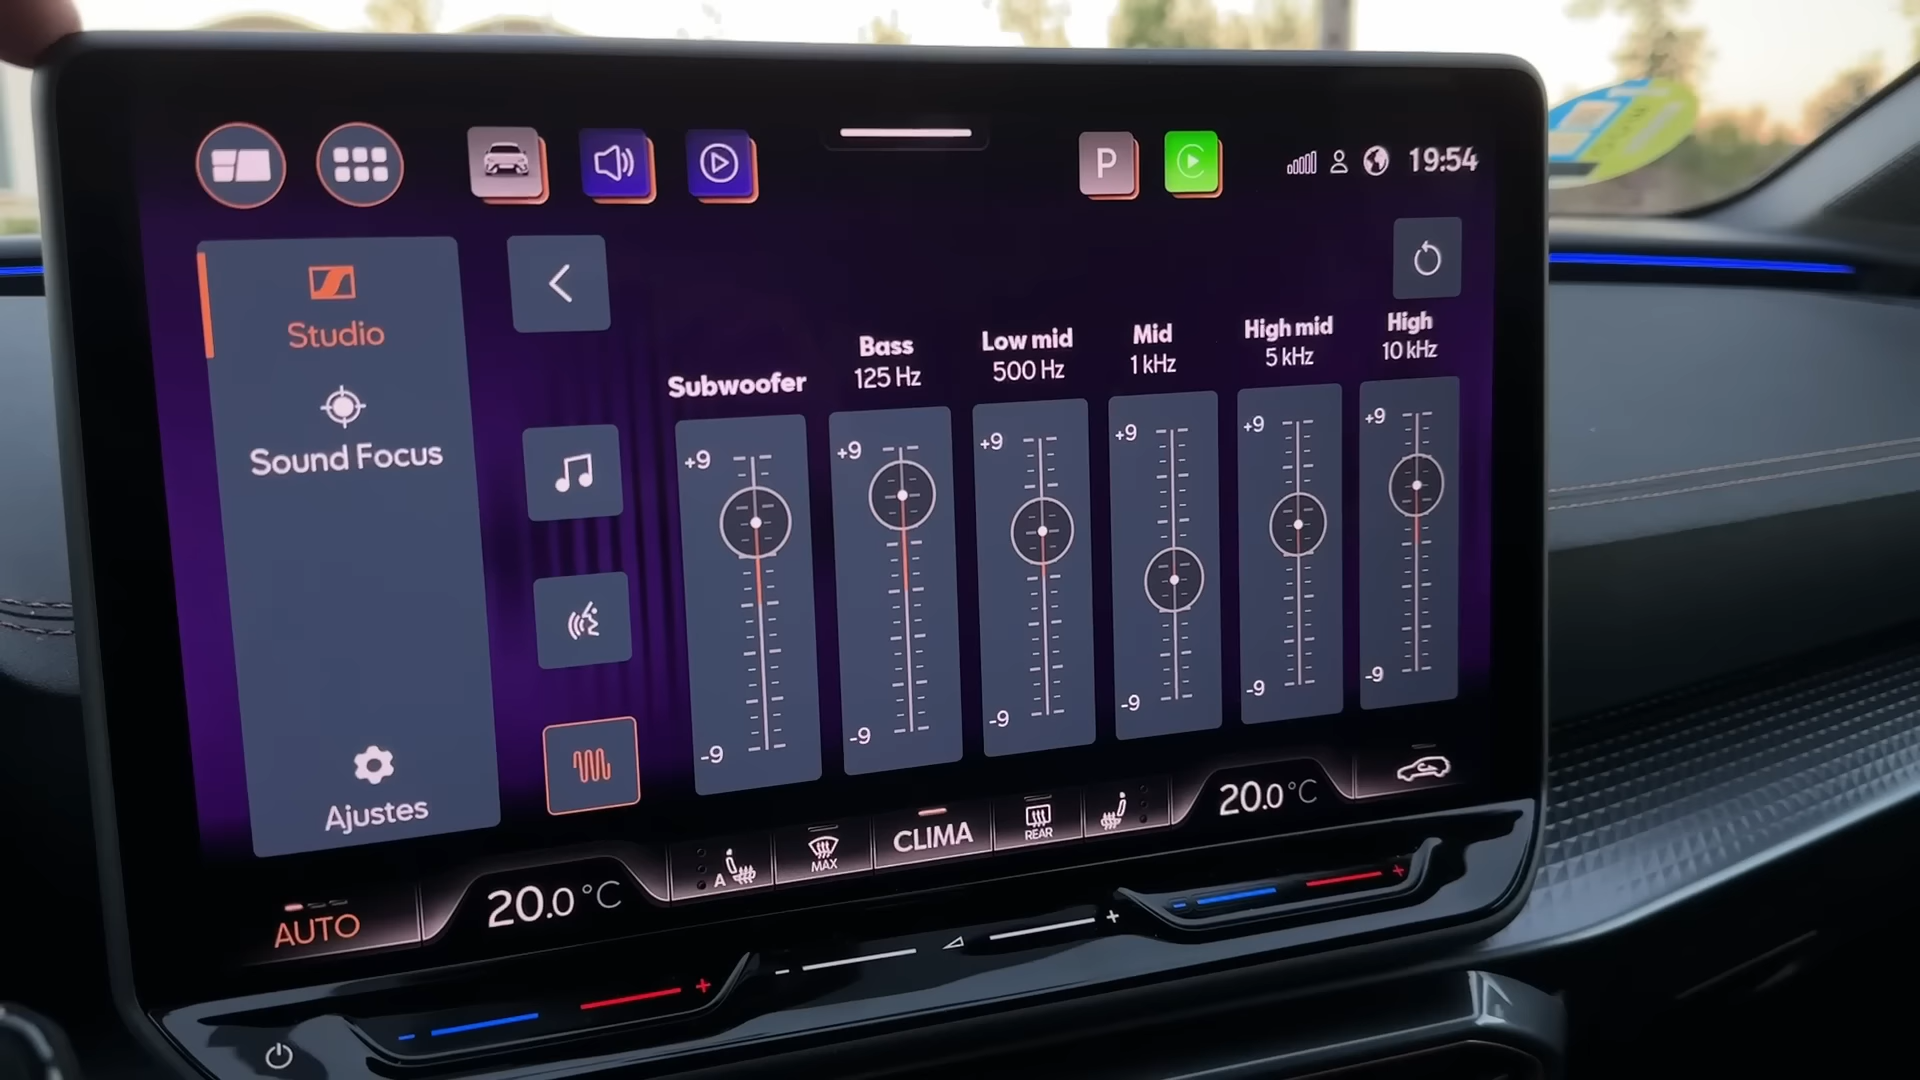 P
19:54
Studio
Sound Focus
Ajustes
Subwoofer
+9
-9
Bass
125 Hz
+9
-9
Low mid
500 Hz
+9
-9
Mid
1 kHz
+9
-9
High mid
5 kHz
+9
-9
High
10 kHz
+9
-9
AUTO
20.0 °C
A
MAX
CLIMA
REAR
20.0 °C
- +
- +
- +